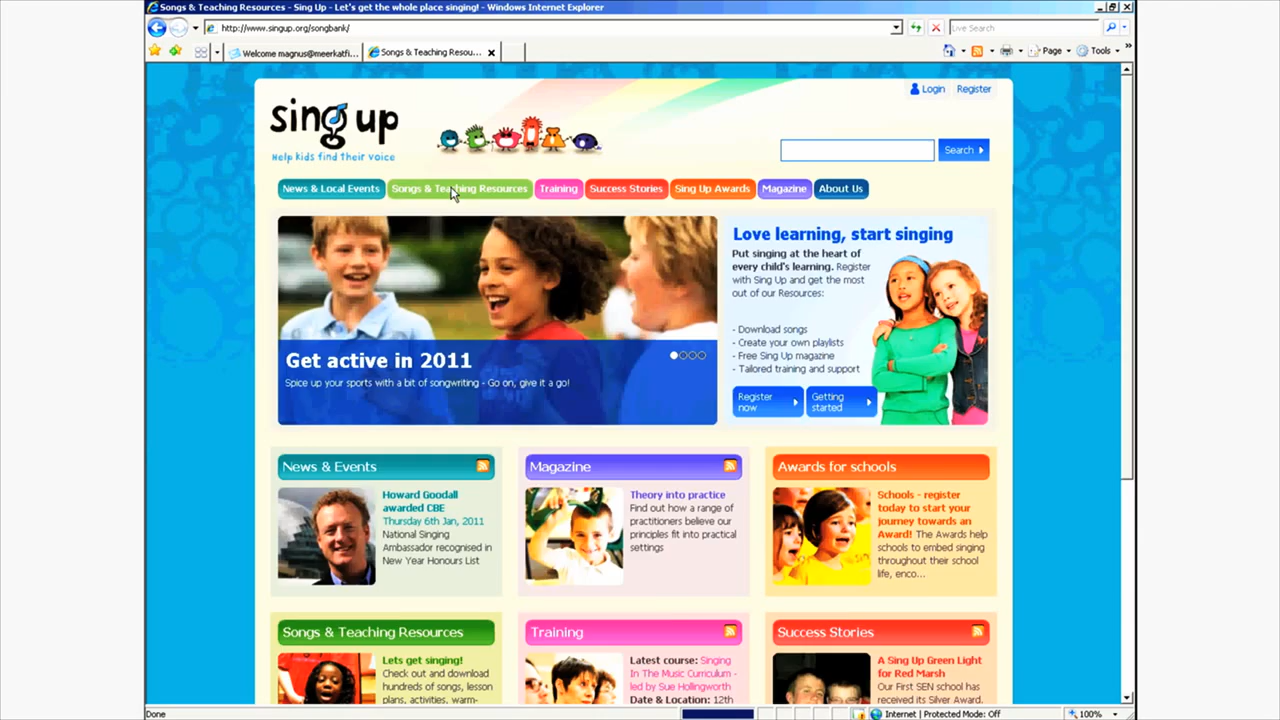 Songs & Teaching Resources - Sing Up - Let's get the whole place singing! - Windows Internet Explorer
http://www.singup.org/songbank/
Live Search
Welcome magnus@meerkatfi...
Songs & Teaching Resou...
Page
Tools
Login
Register
sing up
Help kids find their voice
Search
News & Local Events
Songs & Teaching Resources
Training
Success Stories
Sing Up Awards
Magazine
About Us
Get active in 2011
Spice up your sports with a bit of songwriting - Go on, give it a go!
Love learning, start singing
Put singing at the heart of
every child's learning. Register
with Sing Up and get the most
out of our Resources:
- Download songs
- Create your own playlists
- Free Sing Up magazine
- Tailored training and support
Register
now
Getting
started
News & Events
Howard Goodall
awarded CBE
Thursday 6th Jan, 2011
National Singing
Ambassador recognised in
New Year Honours List
Magazine
Theory into practice
Find out how a range of
practitioners believe our
principles fit into practical
settings
Awards for schools
Schools - register
today to start your
journey towards an
Award! The Awards help
schools to embed singing
throughout their school
life, enco...
Songs & Teaching Resources
Lets get singing!
Check out and download
hundreds of songs, lesson
plans, activities, warm-
Training
Latest course: Singing
In The Music Curriculum -
led by Sue Hollingworth
Date & Location: 12th
Success Stories
A Sing Up Green Light
for Red Marsh
Our First SEN school has
received its Silver Award.
Done
Internet | Protected Mode: Off
100%